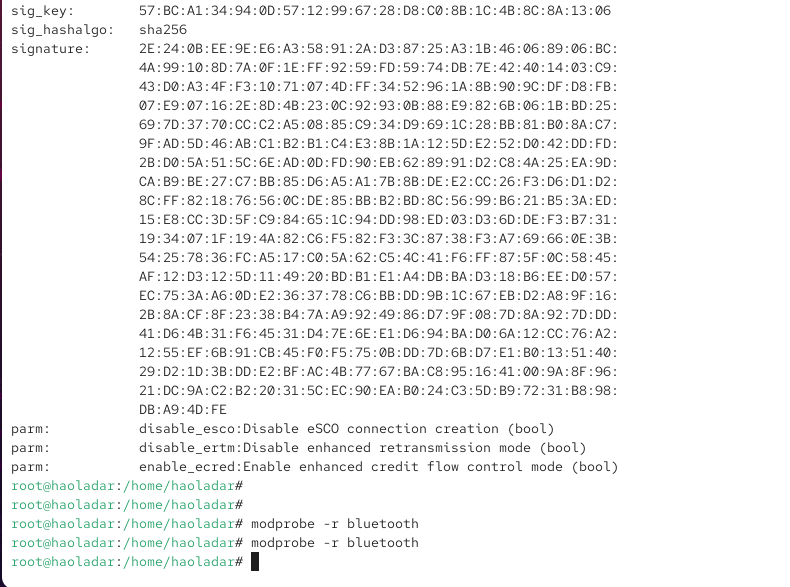 sig_key: 57:BC:A1:34:94:0D:57:12:99:67:28:D8:C0:8B:1C:4B:8C:8A:13:06
sig_hashalgo: sha256
signature: 2E:24:0B:EE:9E:E6:A3:58:91:2A:D3:87:25:A3:1B:46:06:89:06:BC:
4A:99:10:8D:7A:0F:1E:FF:92:59:FD:59:74:DB:7E:42:40:14:03:C9:
43:D0:A3:4F:F3:10:71:07:4D:FF:34:52:96:1A:8B:90:9C:DF:D8:FB:
07:E9:07:16:2E:8D:4B:23:0C:92:93:0B:88:E9:82:6B:06:1B:BD:25:
69:7D:37:70:CC:C2:A5:08:85:C9:34:D9:69:1C:28:BB:81:B0:8A:C7:
9F:AD:5D:46:AB:C1:B2:B1:C4:E3:8B:1A:12:5D:E2:52:D0:42:DD:FD:
2B:D0:5A:51:5C:6E:AD:0D:FD:90:EB:62:89:91:D2:C8:4A:25:EA:9D:
CA:B9:BE:27:C7:BB:85:D6:A5:A1:7B:8B:DE:E2:CC:26:F3:D6:D1:D2:
8C:FF:82:18:76:56:0C:DE:85:BB:B2:BD:8C:56:99:B6:21:B5:3A:ED:
15:E8:CC:3D:5F:C9:84:65:1C:94:DD:98:ED:03:D3:6D:DE:F3:B7:31:
19:34:07:1F:19:4A:82:C6:F5:82:F3:3C:87:38:F3:A7:69:66:0E:3B:
54:25:78:36:FC:A5:17:C0:5A:62:C5:4C:41:F6:FF:87:5F:0C:58:45:
AF:12:D3:12:5D:11:49:20:BD:B1:E1:A4:DB:BA:D3:18:B6:EE:D0:57:
EC:75:3A:A6:0D:E2:36:37:78:C6:BB:DD:9B:1C:67:EB:D2:A8:9F:16:
2B:8A:CF:8F:23:38:B4:7A:A9:92:49:86:D7:9F:08:7D:8A:92:7D:DD:
41:D6:4B:31:F6:45:31:D4:7E:6E:E1:D6:94:BA:D0:6A:12:CC:76:A2:
12:55:EF:6B:91:CB:45:F0:F5:75:0B:DD:7D:6B:D7:E1:B0:13:51:40:
29:D2:1D:3B:DD:E2:BF:AC:4B:77:67:BA:C8:95:16:41:00:9A:8F:96:
21:DC:9A:C2:B2:20:31:5C:EC:90:EA:B0:24:C3:5D:B9:72:31:B8:98:
DB:A9:4D:FE
parm: disable_esco:Disable eSCO connection creation (bool)
parm: disable_ertm:Disable enhanced retransmission mode (bool)
parm: enable_ecred:Enable enhanced credit flow control mode (bool)
root@haoladar:/home/haoladar#
root@haoladar:/home/haoladar#
root@haoladar:/home/haoladar# modprobe -r bluetooth
root@haoladar:/home/haoladar# modprobe -r bluetooth
root@haoladar:/home/haoladar#